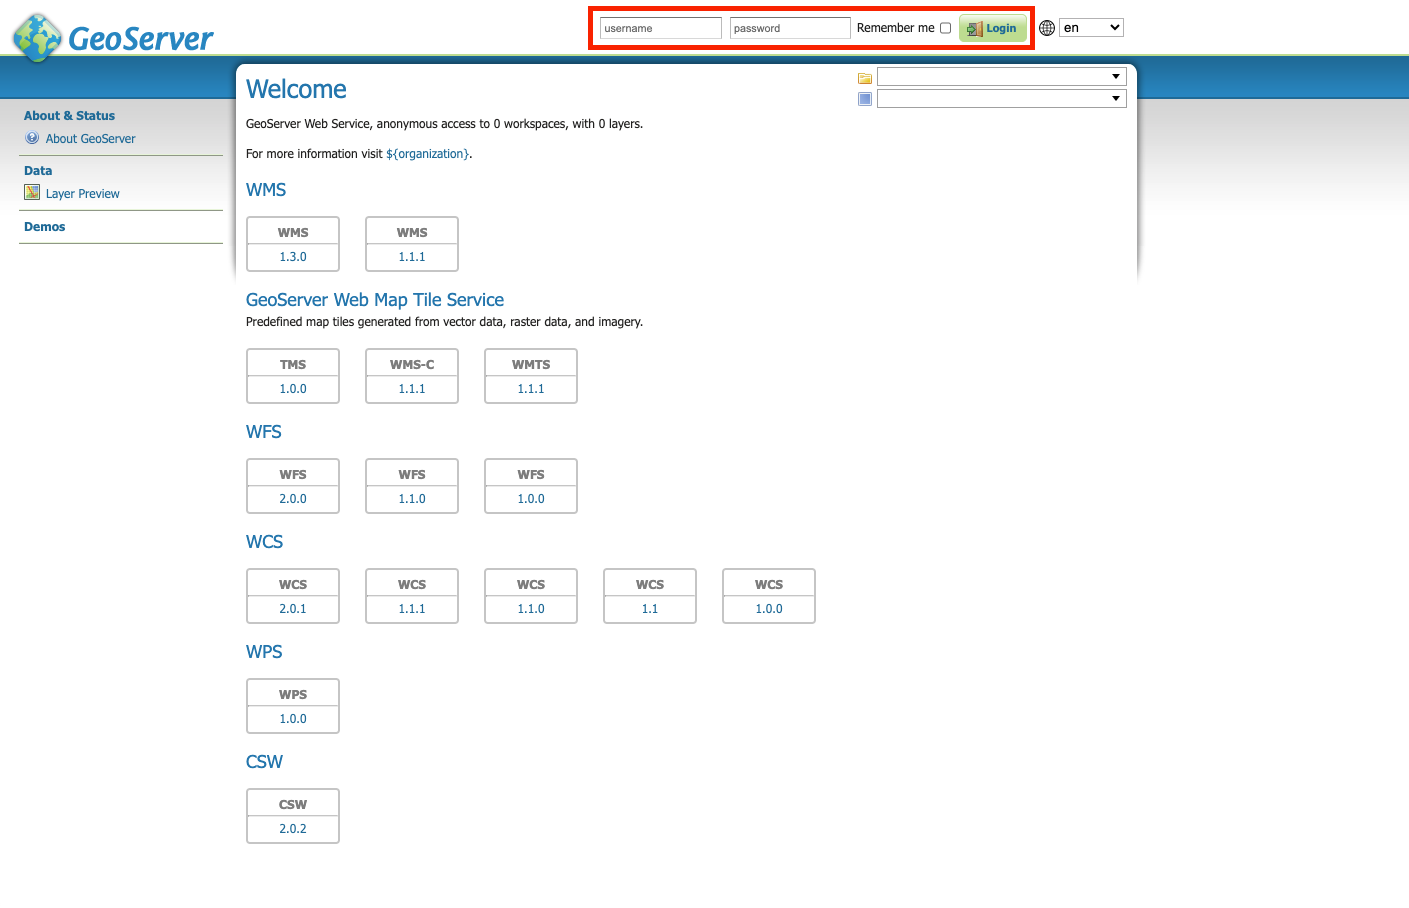 GeoServer
username password Remember me Login en
Welcome
GeoServer Web Service, anonymous access to 0 workspaces, with 0 layers.
For more information visit ${organization}.
About & Status
About GeoServer
Data
Layer Preview
Demos
WMS
WMS WMS
1.3.0 1.1.1
GeoServer Web Map Tile Service
Predefined map tiles generated from vector data, raster data, and imagery.
TMS WMS-C WMTS
1.0.0 1.1.1 1.1.1
WFS
WFS WFS WFS
2.0.0 1.1.0 1.0.0
WCS
WCS WCS WCS WCS WCS
2.0.1 1.1.1 1.1.0 1.1 1.0.0
WPS
WPS
1.0.0
CSW
CSW
2.0.2